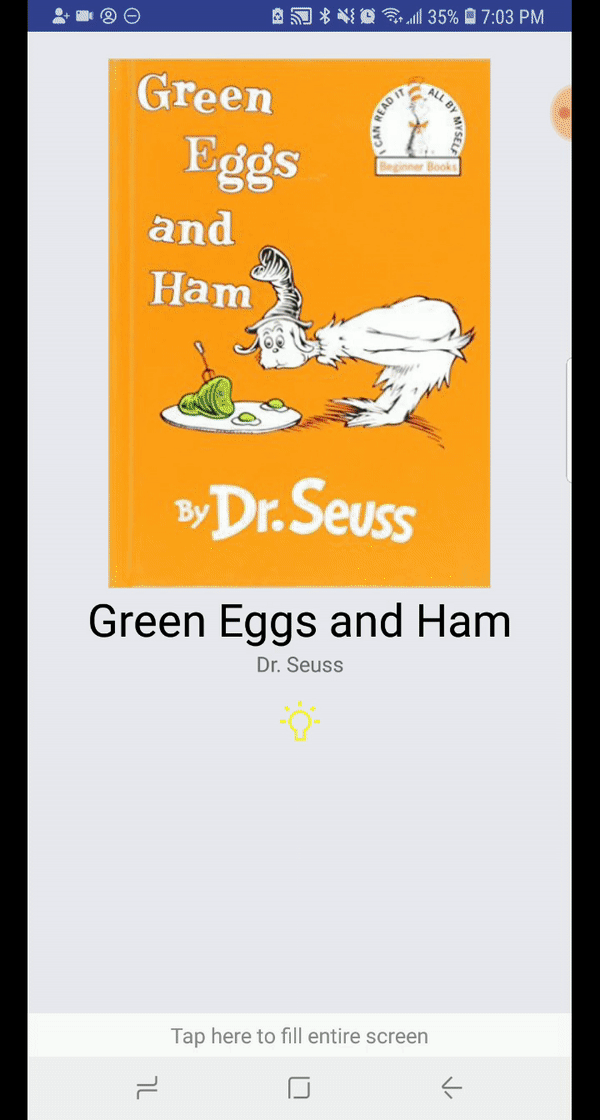 35% 7:03 PM
Green
Eggs
and
Ham
I CAN READ IT ALL BY MYSELF
Beginner Books
By Dr. Seuss
Green Eggs and Ham
Dr. Seuss
Tap here to fill entire screen